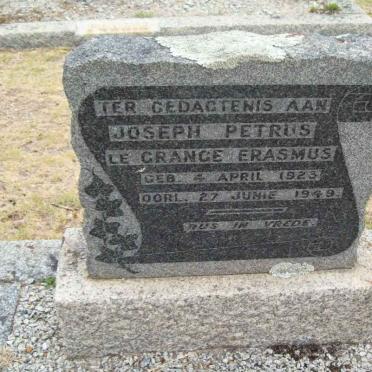 TER GEDAGTENIS AAN
JOSEPH PETRUS
LE GRANGE ERASMUS
GEB. 4 APRIL 1923
OORL. 27 JUNIE 1949
RUS IN VREDE